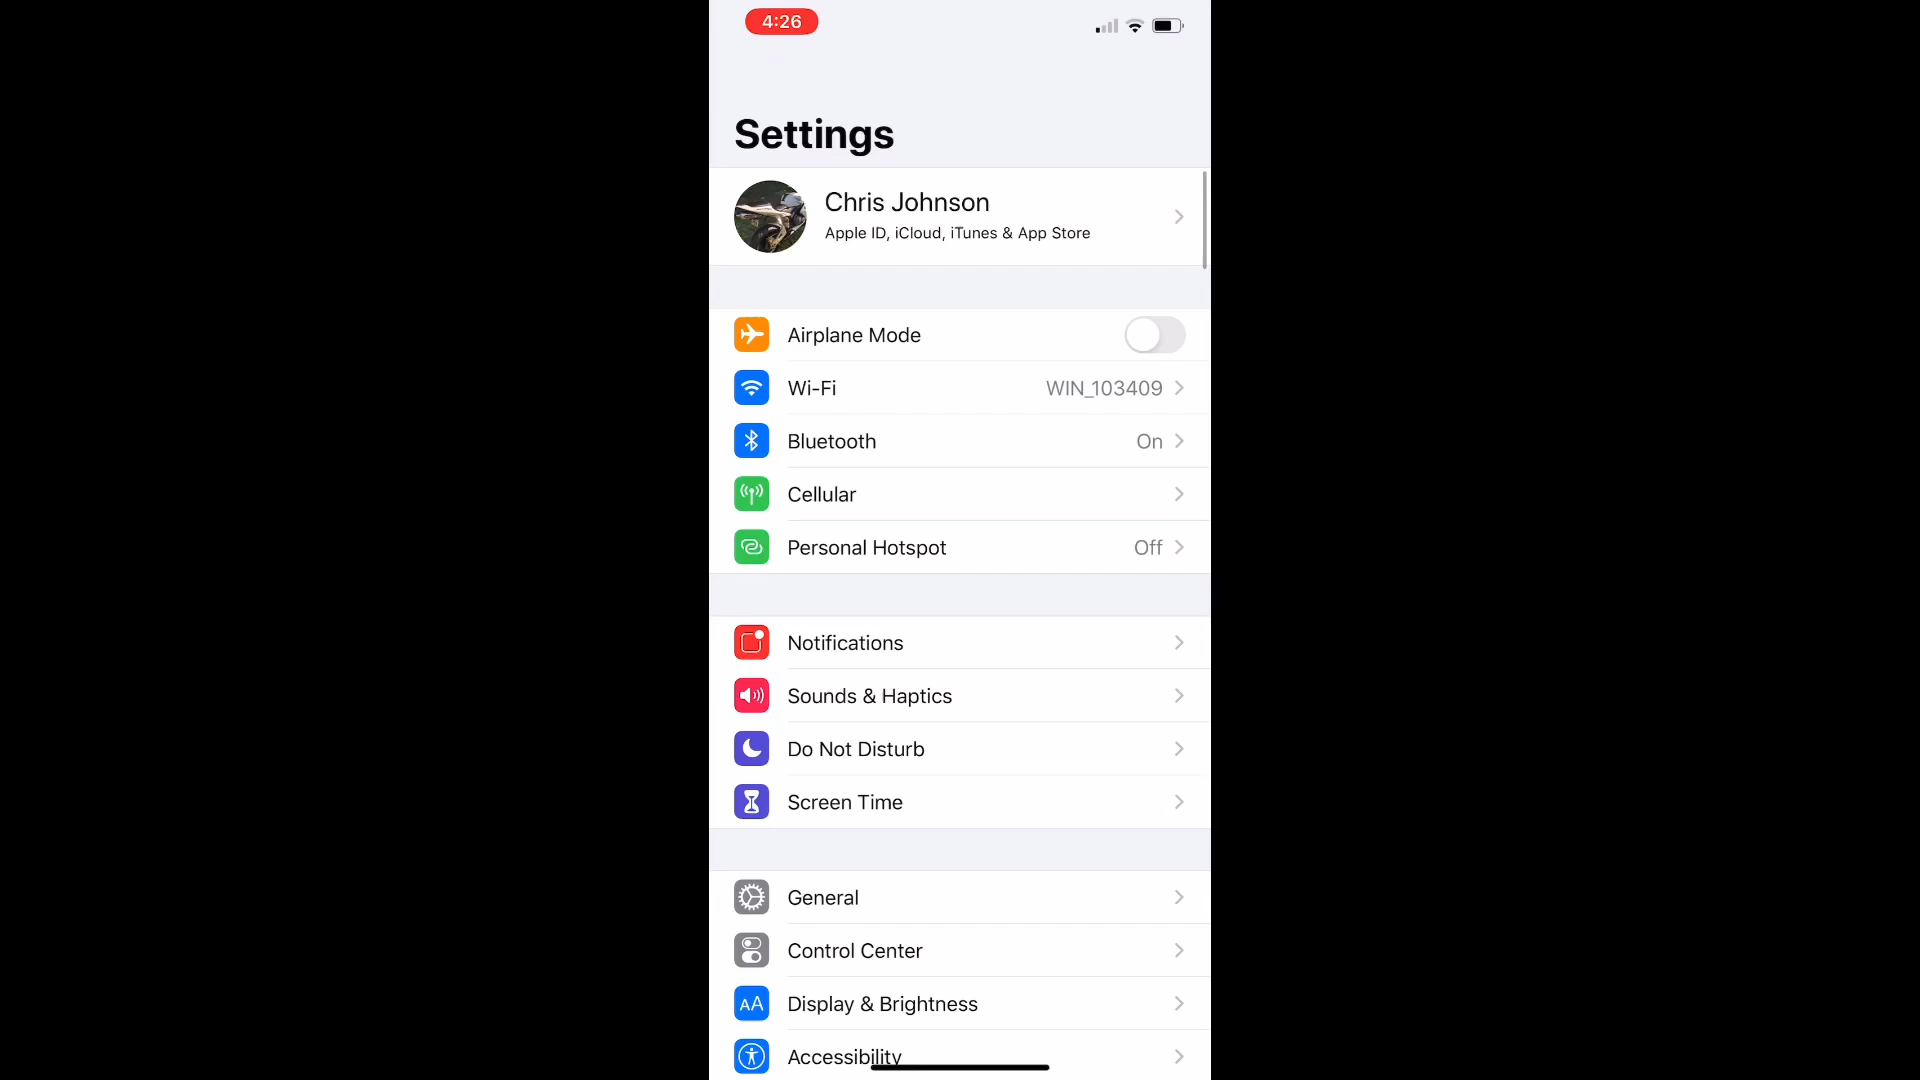 4:26
Settings
Chris Johnson
Apple ID, iCloud, iTunes & App Store
Airplane Mode
Wi-Fi WIN_103409
Bluetooth On
Cellular
Personal Hotspot Off
Notifications
Sounds & Haptics
Do Not Disturb
Screen Time
General
Control Center
AA Display & Brightness
Accessibility